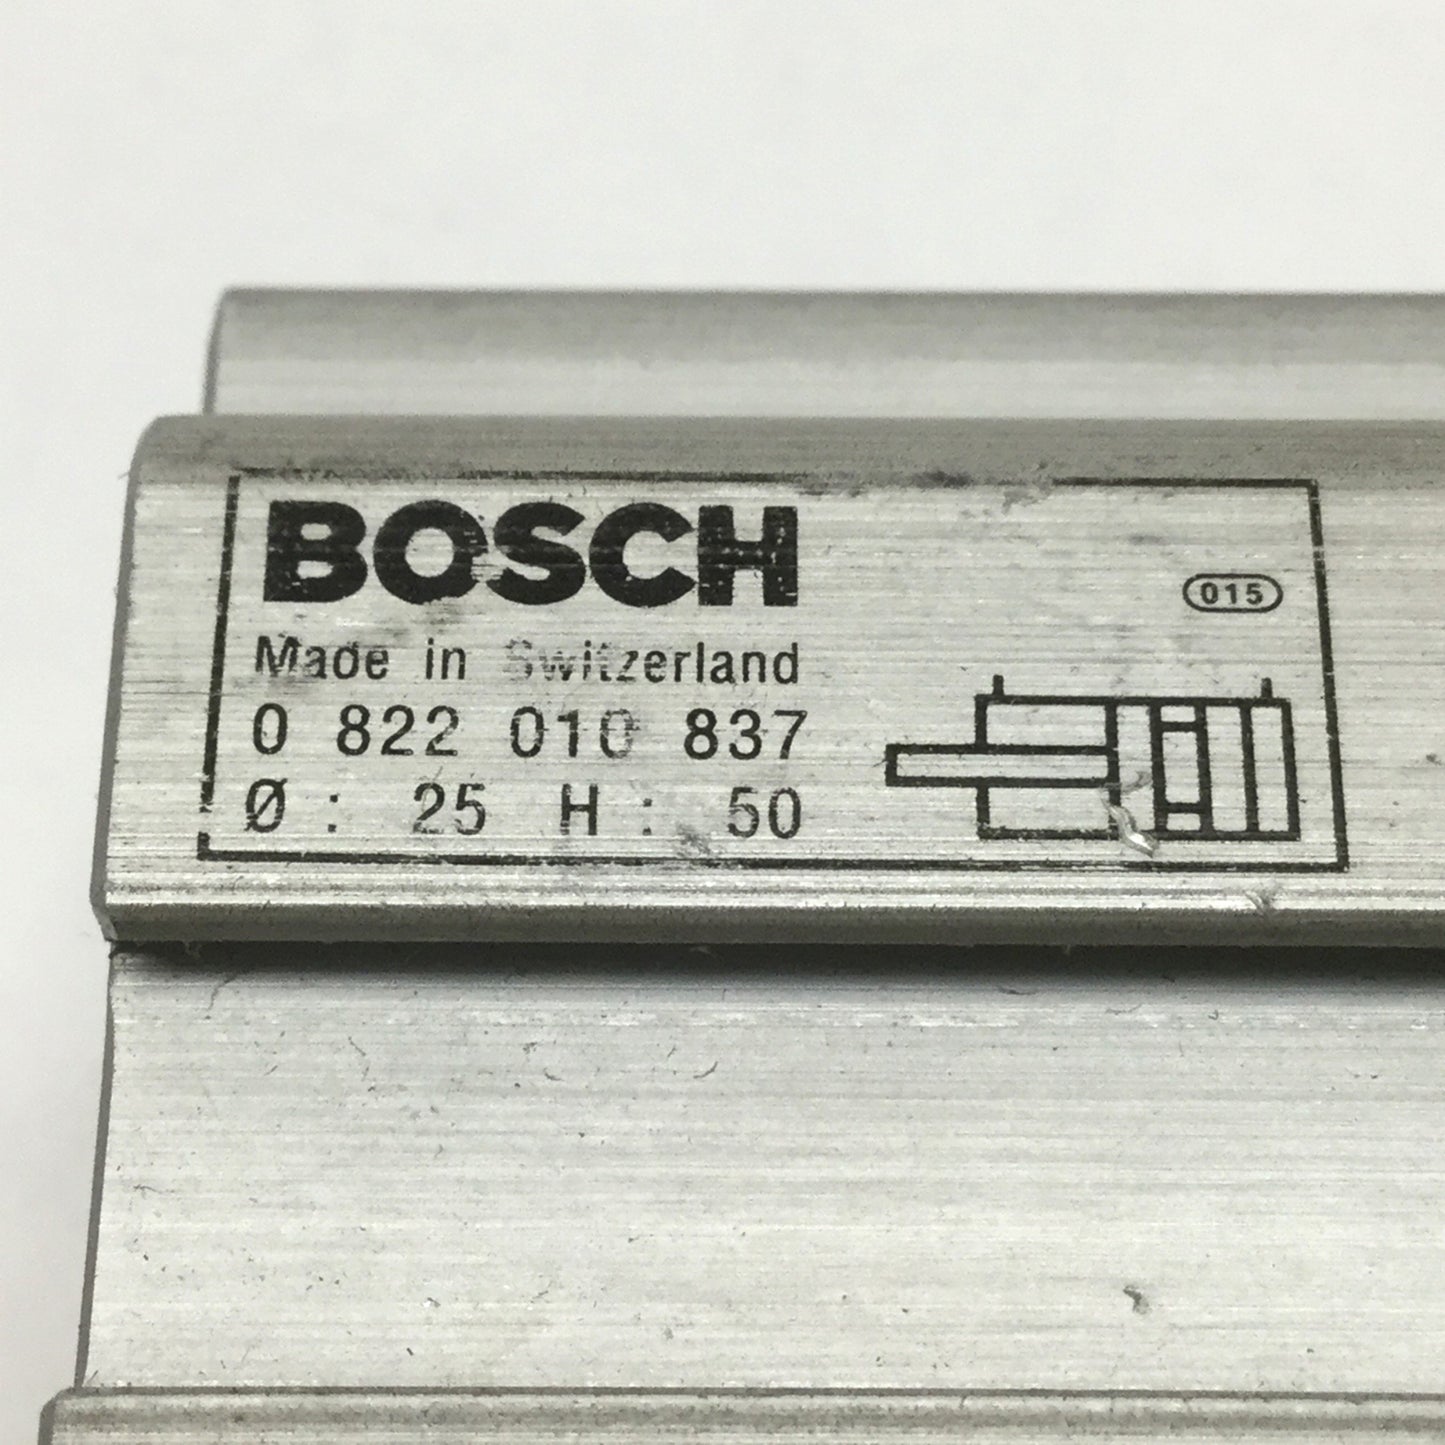 BOSCH
015
Made in Switzerland
0 822 010 837
Ø : 25 H : 50